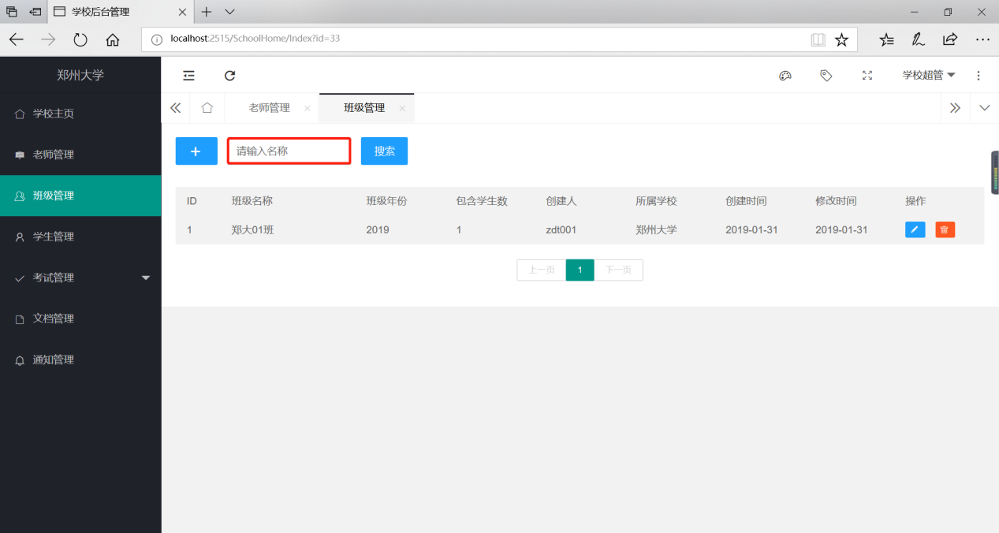 学校后台管理
localhost:2515/SchoolHome/Index?id=33
郑州大学
学校超管
学校主页
老师管理 班级管理
老师管理
请输入名称 搜索
班级管理
ID 班级名称 班级年份 包含学生数 创建人 所属学校 创建时间 修改时间 操作
1 郑大01班 2019 1 zdt001 郑州大学 2019-01-31 2019-01-31
学生管理
上一页 1 下一页
考试管理
文档管理
通知管理